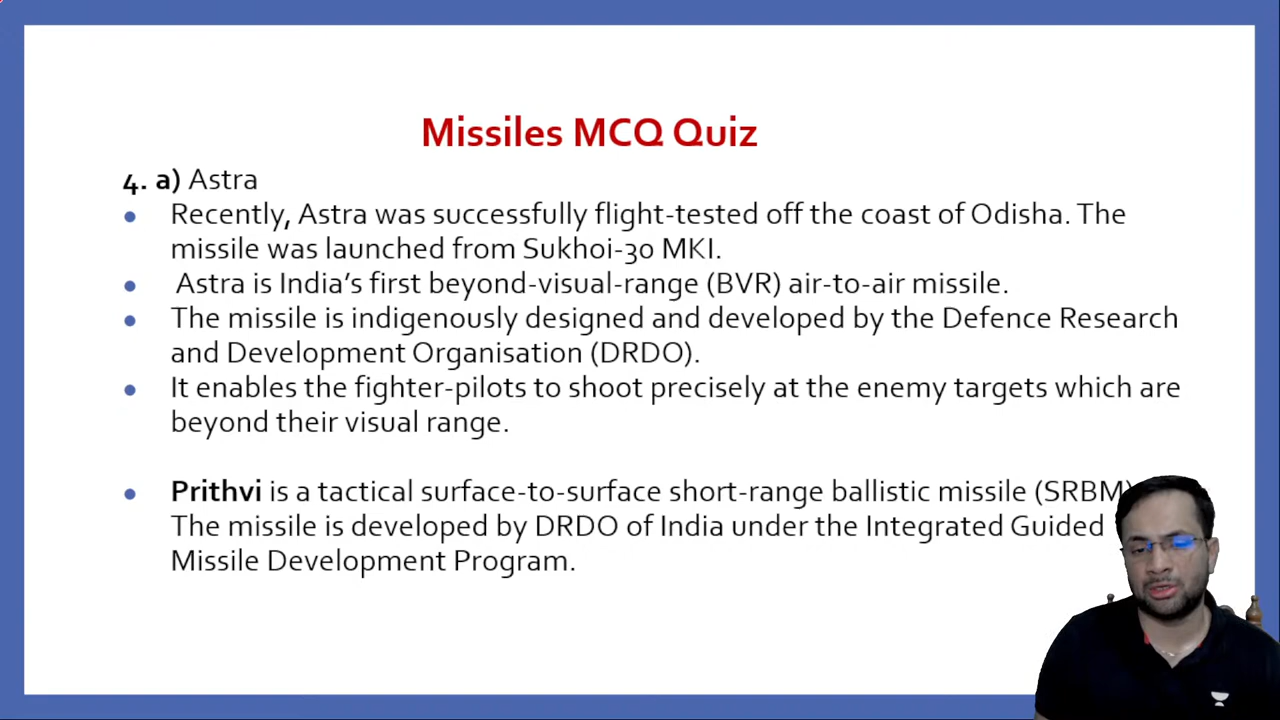 Missiles MCQ Quiz
4. a) Astra
• Recently, Astra was successfully flight-tested off the coast of Odisha. The
missile was launched from Sukhoi-30 MKI.
• Astra is India's first beyond-visual-range (BVR) air-to-air missile.
• The missile is indigenously designed and developed by the Defence Research
and Development Organisation (DRDO).
• It enables the fighter-pilots to shoot precisely at the enemy targets which are
beyond their visual range.
• Prithvi is a tactical surface-to-surface short-range ballistic missile (SRBM)
The missile is developed by DRDO of India under the Integrated Guided
Missile Development Program.